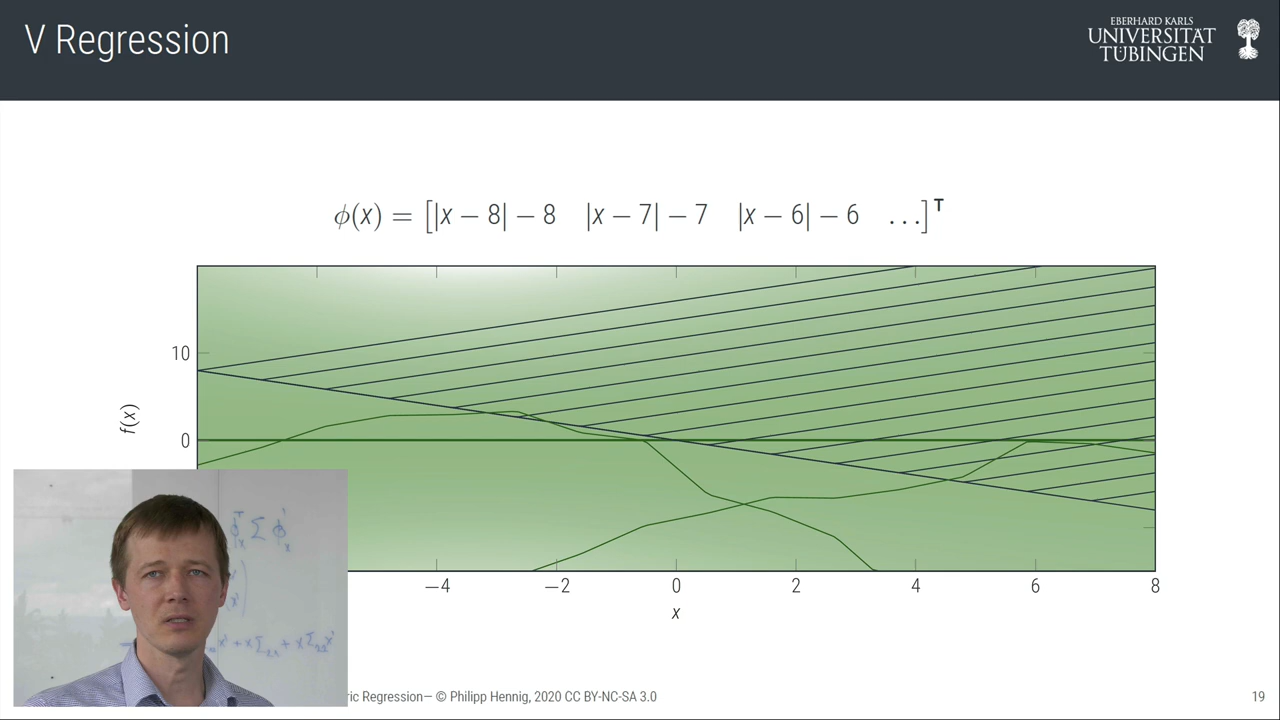 V Regression
EBERHARD KARLS
UNIVERSITÄT
TÜBINGEN
ϕ(x) = [|x − 8| − 8 |x − 7| − 7 |x − 6| − 6 …]ᵀ
f(x)
10
0
−4 −2 0 2 4 6 8
x
Regression— © Philipp Hennig, 2020 CC BY-NC-SA 3.0
19